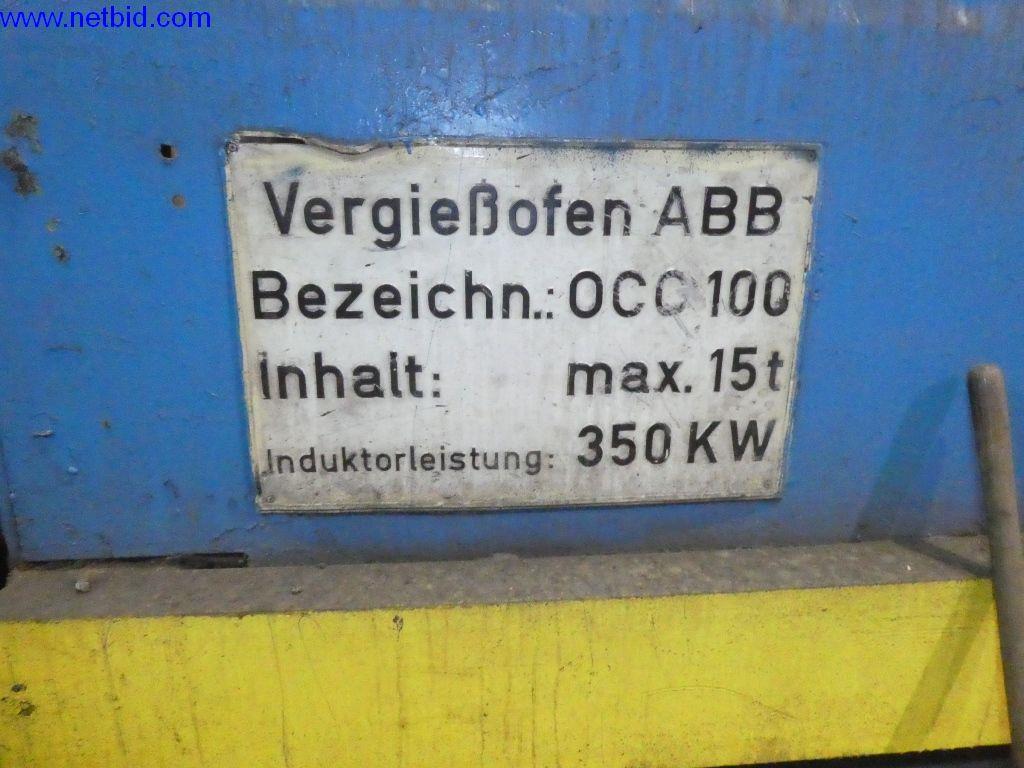 www.netbid.com
Vergießofen ABB
Bezeichn.: OCC 100
Inhalt: max. 15t
Induktorleistung: 350 KW